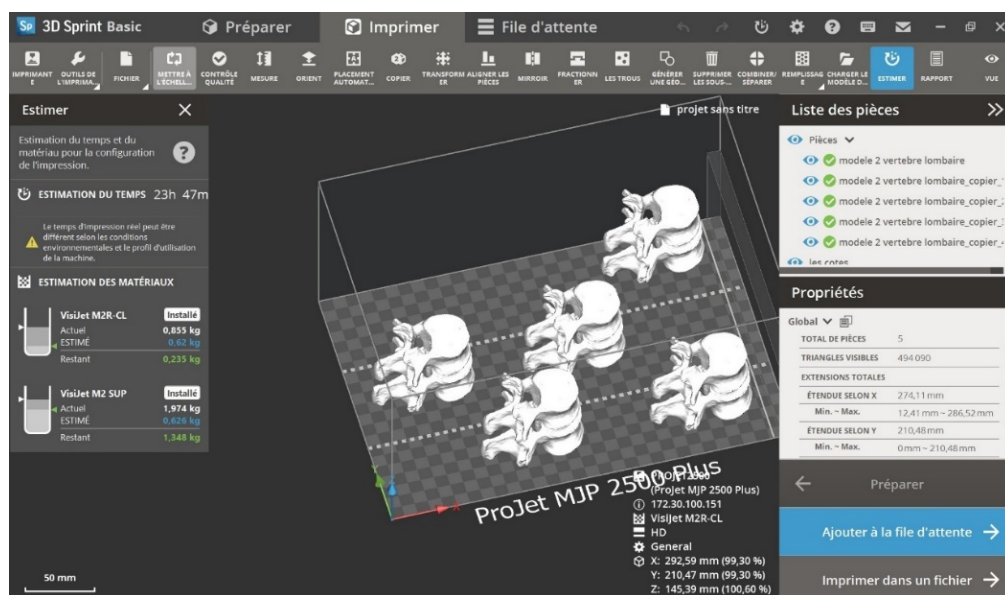 Sp 3D Sprint Basic
Préparer
Imprimer
File d'attente
IMPRIMANT
E
OUTILS DE
L'IMPRIMA...
FICHIER
METTRE À
L'ÉCHELL...
CONTRÔLE
QUALITÉ
MESURE
ORIENT
PLACEMENT
AUTOMAT...
COPIER
TRANSFORM
ER
ALIGNER LES
PIÈCES
MIRROIR
FRACTIONN
ER
LES TROUS
GÉNÉRER
UNE GÉO...
SUPPRIMER
LES SOUS-...
COMBINER/
SÉPARER
REMPLISSAG
E
CHARGER LE
MODÈLE D...
ESTIMER
RAPPORT
VUE
Estimer
Estimation du temps et du
matériau pour la configuration
de l'impression.
ESTIMATION DU TEMPS 23h 47m
Le temps d'impression réel peut être
différent selon les conditions
environnementales et le profil d'utilisation
de la machine.
ESTIMATION DES MATÉRIAUX
VisiJet M2R-CL Installé
Actuel 0,855 kg
ESTIMÉ 0,62 kg
Restant 0,235 kg
VisiJet M2 SUP Installé
Actuel 1,974 kg
ESTIMÉ 0,626 kg
Restant 1,348 kg
50 mm
projet sans titre
ProJet MJP 2500 Plus
(ProJet MJP 2500 Plus)
172.30.100.151
VisiJet M2R-CL
HD
General
X: 292,59 mm (99,30 %)
Y: 210,47 mm (99,30 %)
Z: 145,39 mm (100,60 %)
Liste des pièces
Pièces
modele 2 vertebre lombaire
modele 2 vertebre lombaire_copier_
modele 2 vertebre lombaire_copier_
modele 2 vertebre lombaire_copier_
modele 2 vertebre lombaire_copier_
les cotes
Propriétés
Global
TOTAL DE PIÈCES 5
TRIANGLES VISIBLES 494 090
EXTENSIONS TOTALES
ÉTENDUE SELON X 274,11 mm
Min. ~ Max. 12,41 mm ~ 286,52 mm
ÉTENDUE SELON Y 210,48 mm
Min. ~ Max. 0 mm ~ 210,48 mm
Préparer
Ajouter à la file d'attente
Imprimer dans un fichier